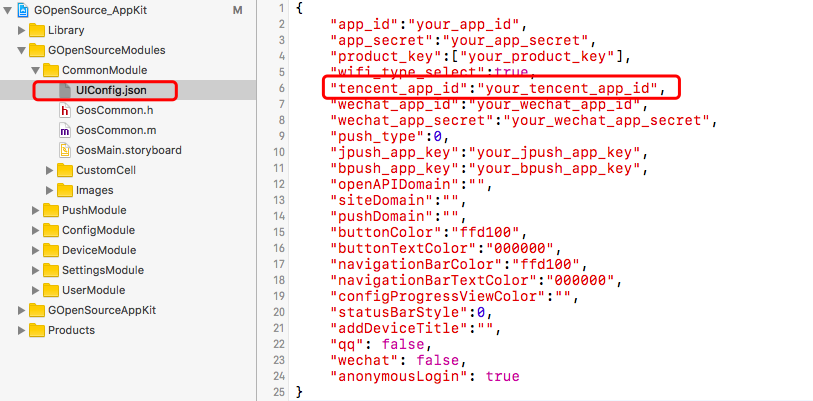 GOpenSource_AppKit M
Library
GOpenSourceModules
CommonModule
UIConfig.json
h GosCommon.h
m GosCommon.m
GosMain.storyboard
CustomCell
Images
PushModule
ConfigModule
DeviceModule
SettingsModule
UserModule
GOpenSourceAppKit
Products
1 {
2 "app_id":"your_app_id",
3 "app_secret":"your_app_secret",
4 "product_key":["your_product_key"],
5 "wifi_type_select":true,
6 "tencent_app_id":"your_tencent_app_id",
7 "wechat_app_id":"your_wechat_app_id",
8 "wechat_app_secret":"your_wechat_app_secret",
9 "push_type":0,
10 "jpush_app_key":"your_jpush_app_key",
11 "bpush_app_key":"your_bpush_app_key",
12 "openAPIDomain":"",
13 "siteDomain":"",
14 "pushDomain":"",
15 "buttonColor":"ffd100",
16 "buttonTextColor":"000000",
17 "navigationBarColor":"ffd100",
18 "navigationBarTextColor":"000000",
19 "configProgressViewColor":"",
20 "statusBarStyle":0,
21 "addDeviceTitle":"",
22 "qq": false,
23 "wechat": false,
24 "anonymousLogin": true
25 }